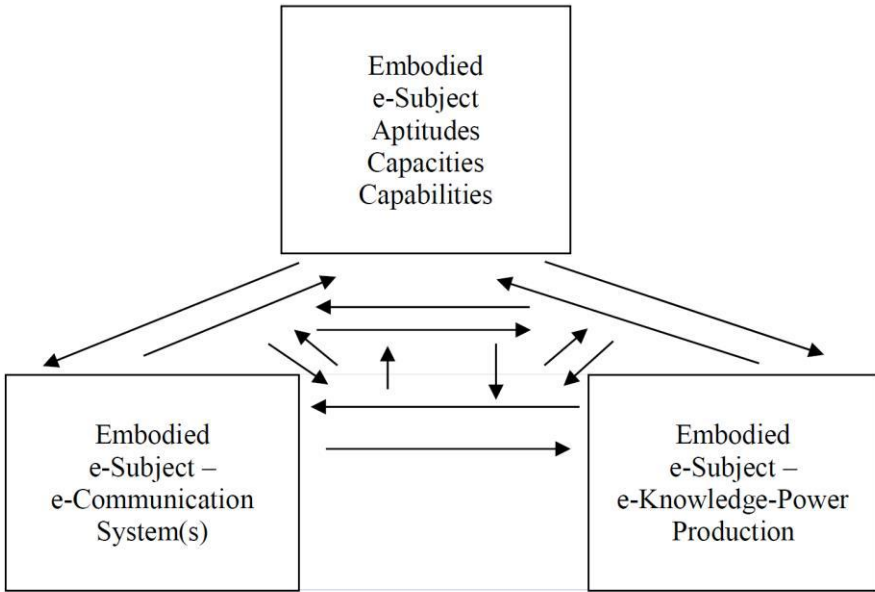 Embodied
e-Subject
Aptitudes
Capacities
Capabilities
Embodied
e-Subject –
e-Communication
System(s)
Embodied
e-Subject –
e-Knowledge-Power
Production